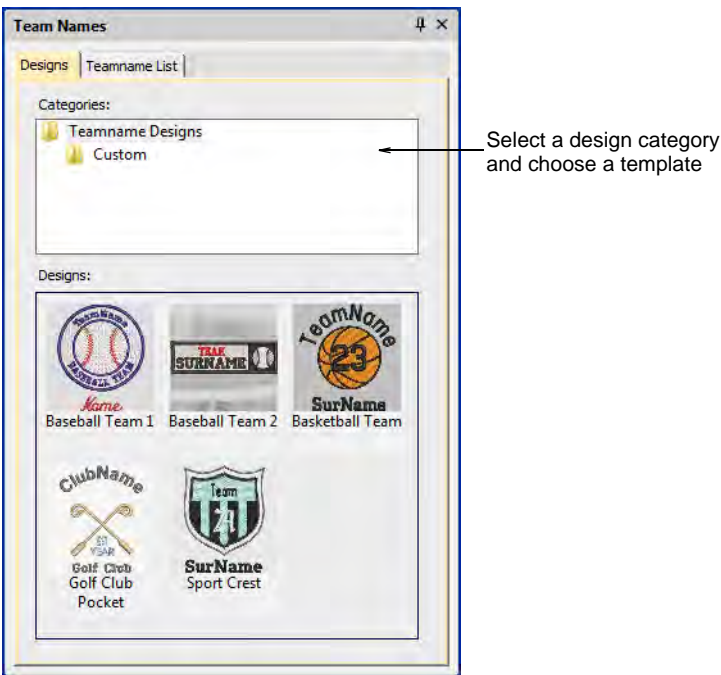 Team Names
Designs
Teamname List
Categories:
Teamname Designs
Custom
Select a design category
and choose a template
Designs:
TeamName
BASEBALL TEAM
Name
Baseball Team 1
TEAM
SURNAME
Baseball Team 2
TeamName
23
SurName
Basketball Team
ClubName
EST
YEAR
Golf Club
Golf Club
Pocket
Team
A
SurName
Sport Crest